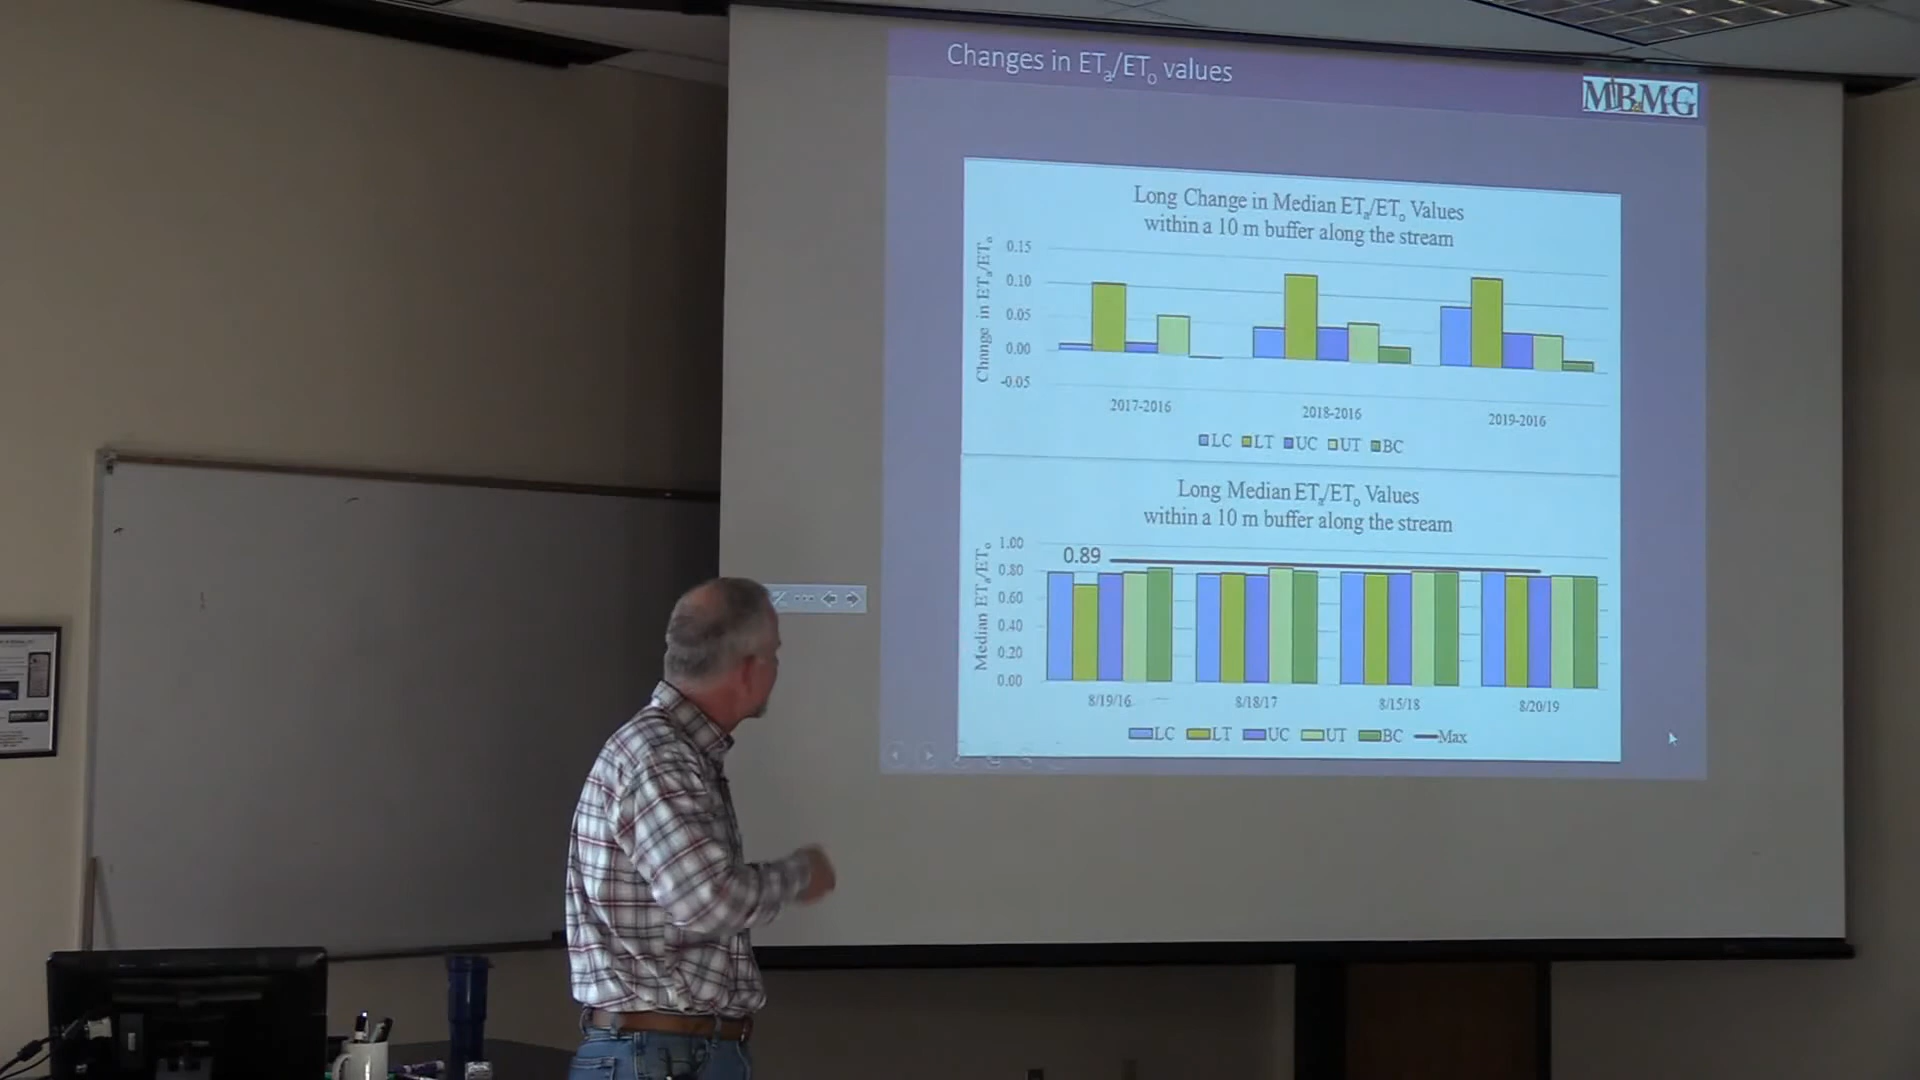 Changes in ETa/ETo values
MBMG
Long Change in Median ETa/ETo Values
within a 10 m buffer along the stream
Change in ETa/ETo
0.15
0.10
0.05
0.00
-0.05
2017-2016 2018-2016 2019-2016
LC LT UC UT BC
Long Median ETa/ETo Values
within a 10 m buffer along the stream
Median ETa/ETo
1.00
0.89
0.80
0.60
0.40
0.20
0.00
8/19/16 8/18/17 8/15/18 8/20/19
LC LT UC UT BC Max